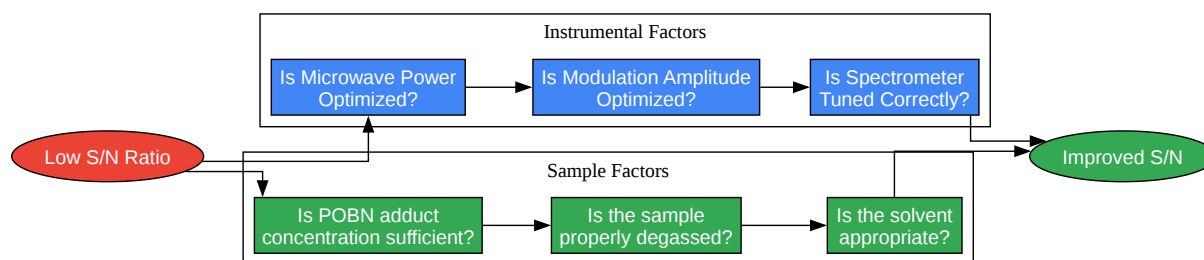 Instrumental Factors
Is Microwave Power
Optimized?
Is Modulation Amplitude
Optimized?
Is Spectrometer
Tuned Correctly?
Low S/N Ratio
Improved S/N
Sample Factors
Is POBN adduct
concentration sufficient?
Is the sample
properly degassed?
Is the solvent
appropriate?